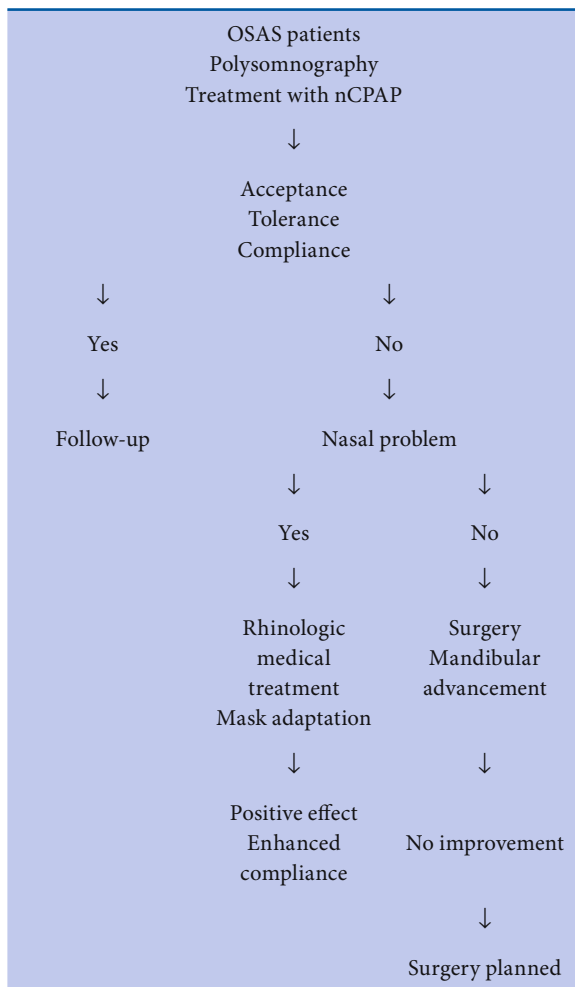 OSAS patients
Polysomnography
Treatment with nCPAP
↓
Acceptance
Tolerance
Compliance
↓ ↓
Yes No
↓ ↓
Follow-up Nasal problem
↓ ↓
Yes No
↓ ↓
Rhinologic Surgery
medical Mandibular
treatment advancement
Mask adaptation
↓ ↓
Positive effect
Enhanced No improvement
compliance
↓
Surgery planned